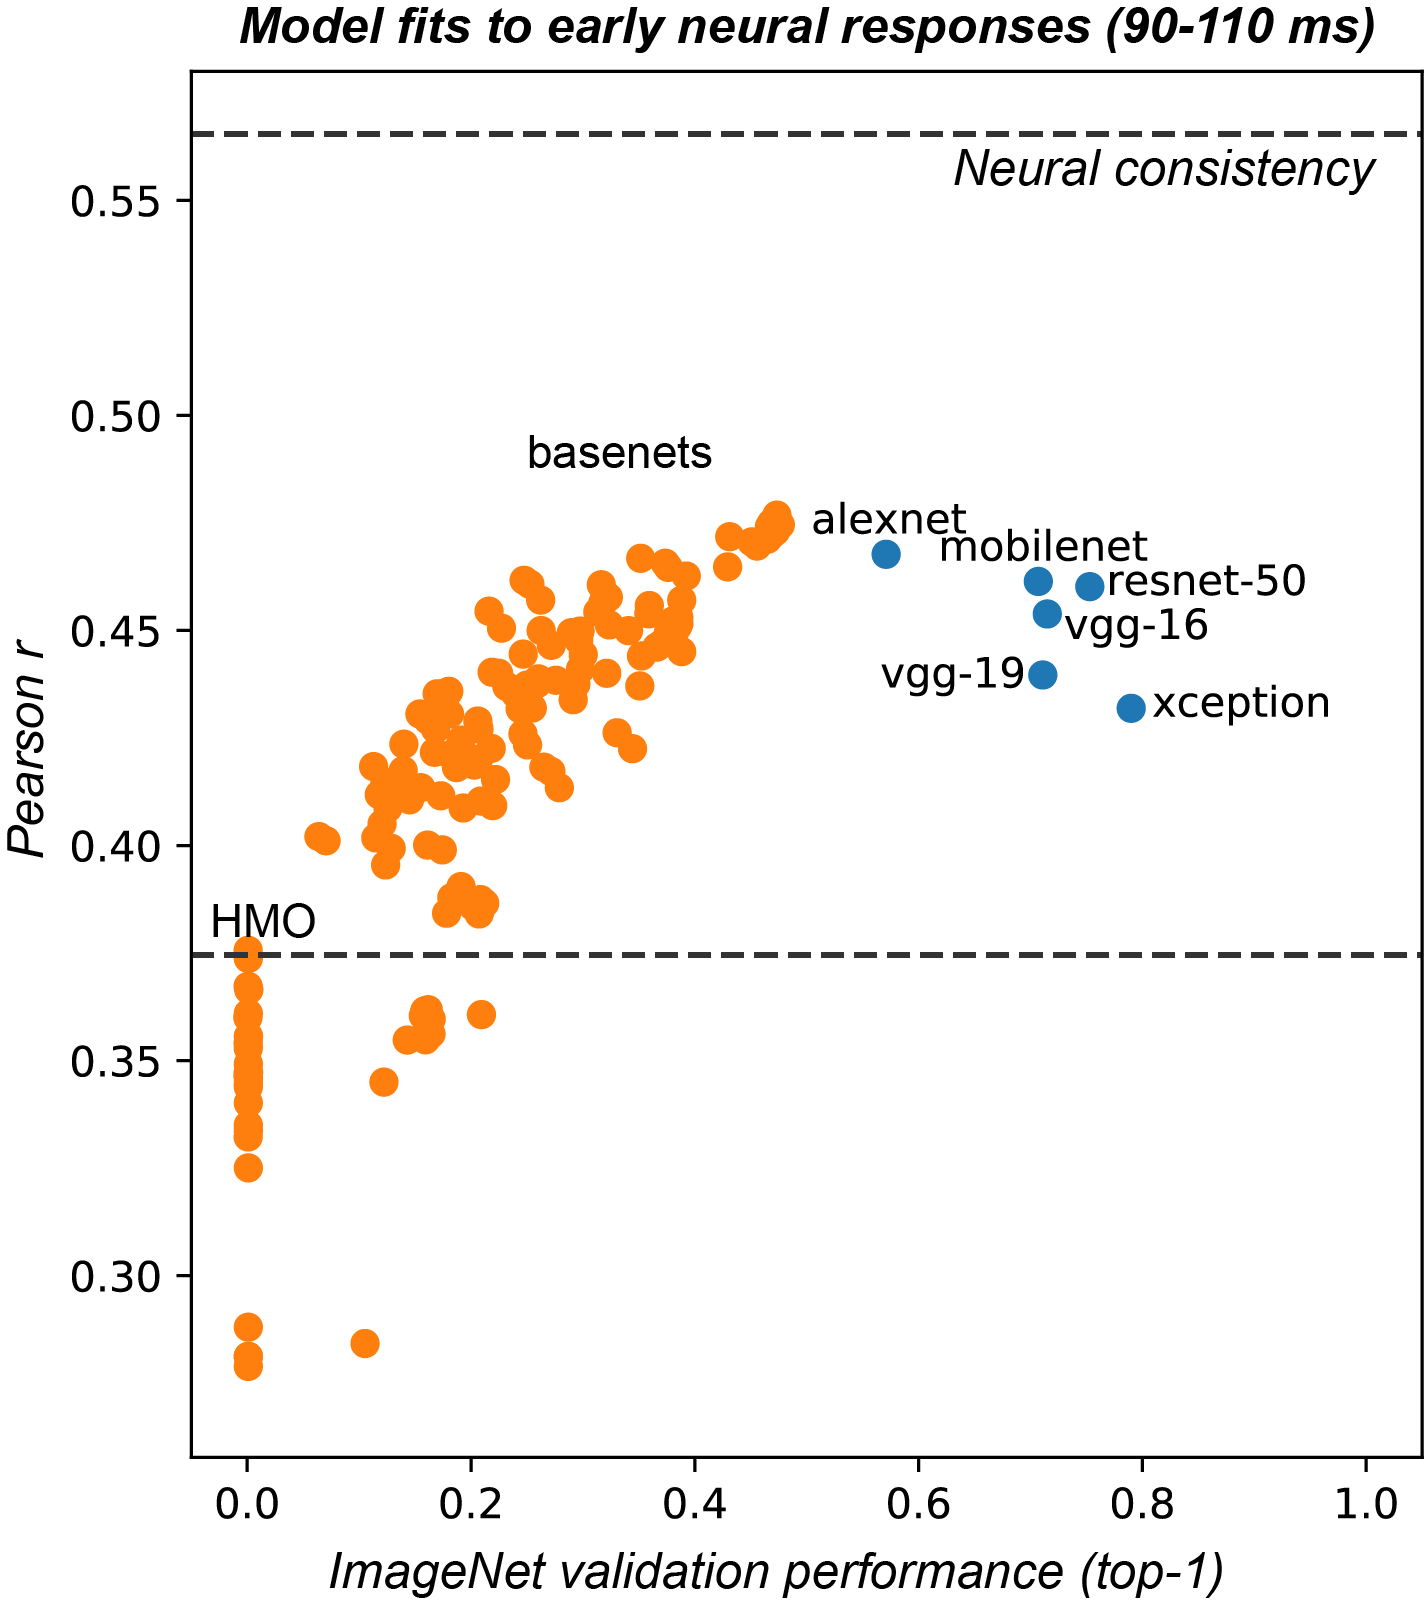 Model fits to early neural responses (90-110 ms)
Neural consistency
0.55
0.50
basenets
alexnet
mobilenet
resnet-50
vgg-16
0.45
vgg-19
xception
Pearson r
0.40
HMO
0.35
0.30
0.0 0.2 0.4 0.6 0.8 1.0
ImageNet validation performance (top-1)